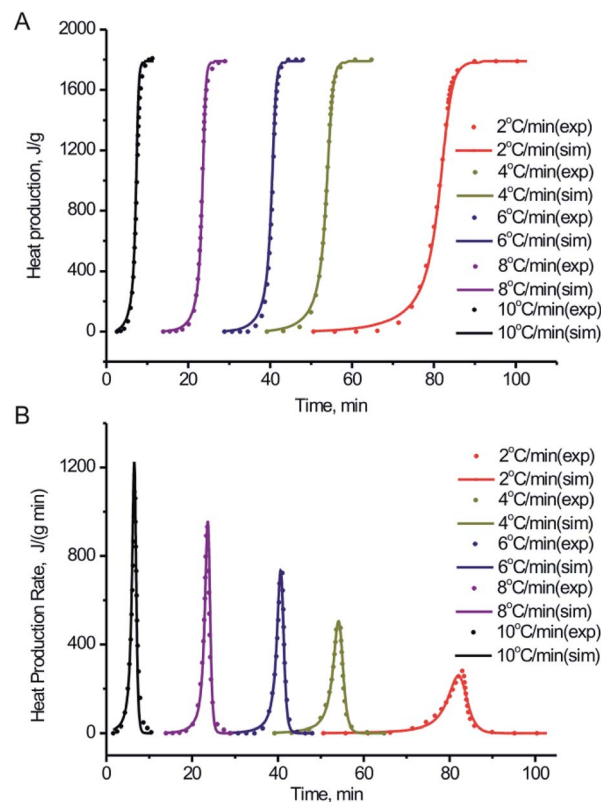 A
2000
1600
1200
800
400
0
Heat production, J/g
0 20 40 60 80 100
Time, min
2°C/min(exp)
2°C/min(sim)
4°C/min(exp)
4°C/min(sim)
6°C/min(exp)
6°C/min(sim)
8°C/min(exp)
8°C/min(sim)
10°C/min(exp)
10°C/min(sim)
B
1200
800
400
0
Heat Production Rate, J/(g min)
0 20 40 60 80 100
Time, min
2°C/min(exp)
2°C/min(sim)
4°C/min(exp)
4°C/min(sim)
6°C/min(exp)
6°C/min(sim)
8°C/min(exp)
8°C/min(sim)
10°C/min(exp)
10°C/min(sim)